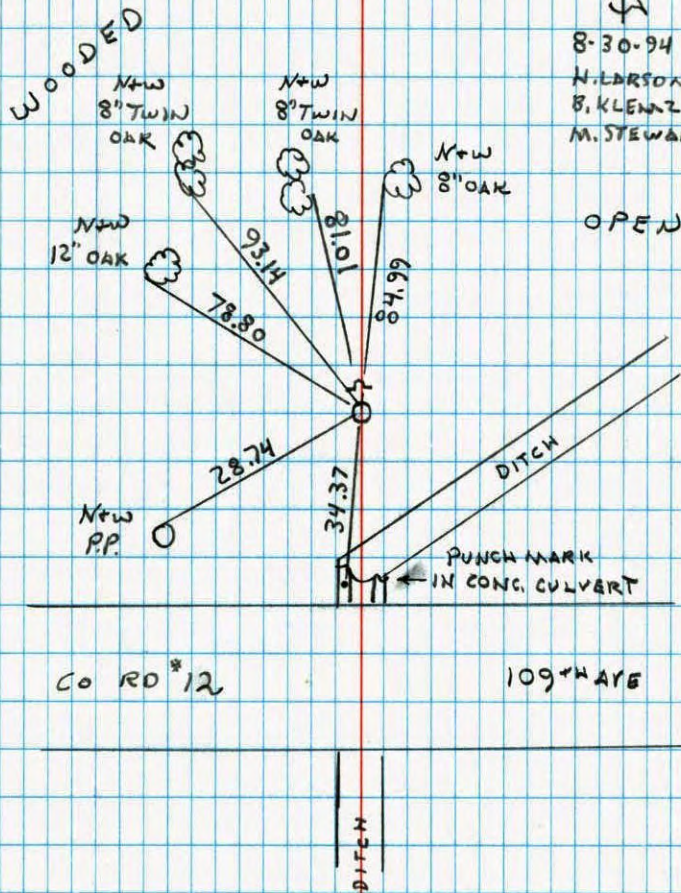 WOODED
8-30-94
H. LARSON
B. KLEMZ
M. STEWA
N+W
8" TWIN
OAK
N+W
8" TWIN
OAK
N+W
8" OAK
N+W
12" OAK
OPEN
93.14
81.01
84.99
78.80
28.74
34.37
N+W
P.P.
DITCH
PUNCH MARK
IN CONC. CULVERT
CO RD #12
109TH AVE
DITCH